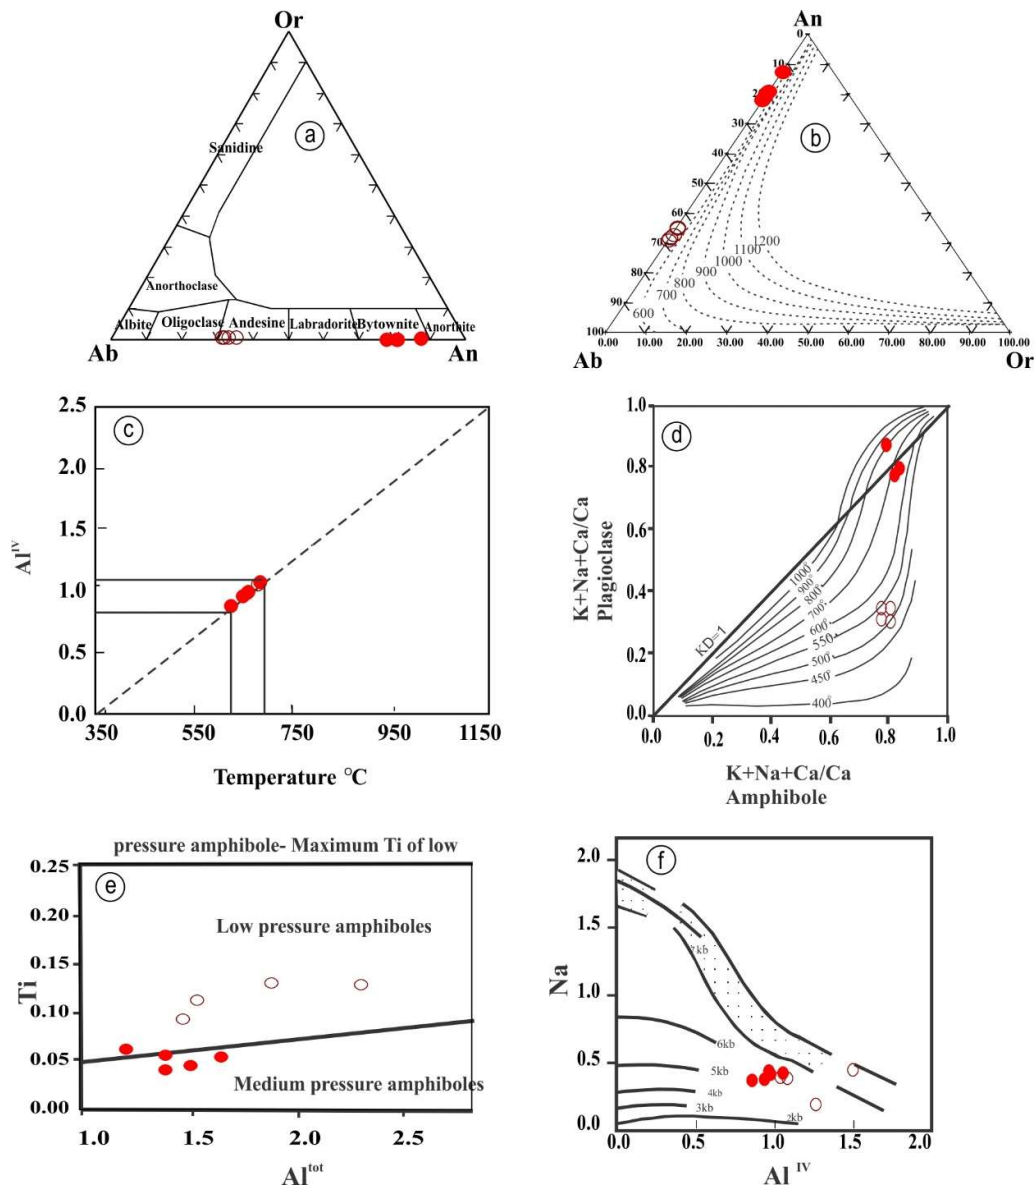 Or
a
Sanidine
Anorthoclase
Albite
Oligoclase
Andesine
Labradorite
Bytownite
Anorthite
Ab
An
An
b
0
10
20
30
40
50
60
70
80
90
100
1200
1100
1000
900
800
700
600
0.00 10.00 20.00 30.00 40.00 50.00 60.00 70.00 80.00 90.00 100.00
Ab
Or
c
2.5
2.0
1.5
1.0
0.5
0.0
Al^IV
350 550 750 950 1150
Temperature °C
d
1.0
0.8
0.6
0.4
0.2
0.0
K+Na+Ca/Ca
Plagioclase
KD=1
1000°
900°
800°
700°
600°
550°
500°
450°
400°
0.0 0.2 0.4 0.6 0.8 1.0
K+Na+Ca/Ca
Amphibole
pressure amphibole- Maximum Ti of low
e
0.25
0.20
0.15
0.10
0.05
0.00
Ti
Low pressure amphiboles
Medium pressure amphiboles
1.0 1.5 2.0 2.5
Al^tot
f
2.0
1.5
1.0
0.5
0.0
Na
7kb
6kb
5kb
4kb
3kb
2kb
0.0 0.5 1.0 1.5 2.0
Al^IV